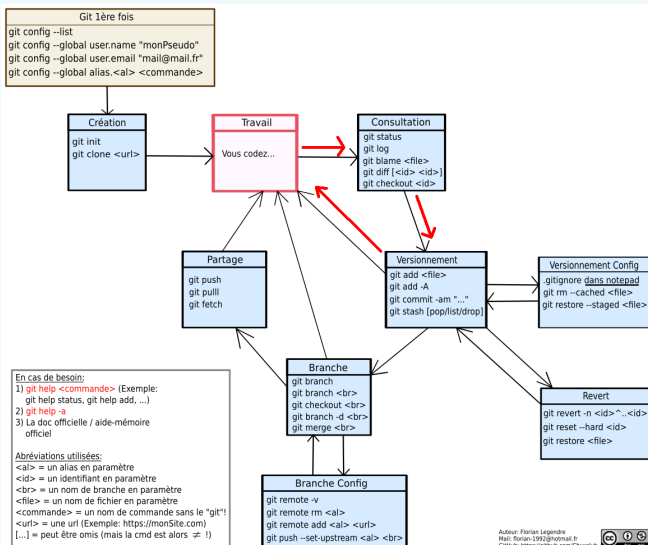 Git 1ère fois
git config --list
git config --global user.name "monPseudo"
git config --global user.email "mail@mail.fr"
git config --global alias.<al> <commande>
Création
git init
git clone <url>
Travail
Vous codez...
Consultation
git status
git log
git blame <file>
git diff [<id> <id>]
git checkout <id>
Partage
git push
git pulll
git fetch
Versionnement
git add <file>
git add -A
git commit -am "..."
git stash [pop/list/drop]
Versionnement Config
.gitignore dans notepad
git rm --cached <file>
git restore --staged <file>
Branche
git branch
git branch <br>
git checkout <br>
git branch -d <br>
git merge <br>
Revert
git revert -n <id>^..<id>
git reset --hard <id>
git restore <file>
Branche Config
git remote -v
git remote rm <al>
git remote add <al> <url>
git push --set-upstream <al> <br>
En cas de besoin:
1) git help <commande> (Exemple:
git help status, git help add, ...)
2) git help -a
3) La doc officielle / aide-mémoire
officiel
Abréviations utilisées:
<al> = un alias en paramètre
<id> = un identifiant en paramètre
<br> = un nom de branche en paramètre
<file> = un nom de fichier en paramètre
<commande> = un nom de commande sans le "git"!
<url> = une url (Exemple: https://monSite.com)
[...] = peut être omis (mais la cmd est alors ≠ !)
Auteur: Florian Legendre
Mail: florian-1992@hotmail.fr